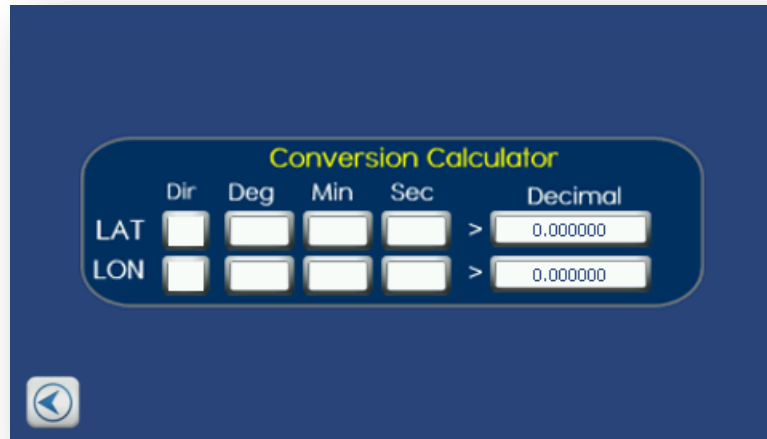 Conversion Calculator
Dir Deg Min Sec Decimal
LAT > 0.000000
LON > 0.000000